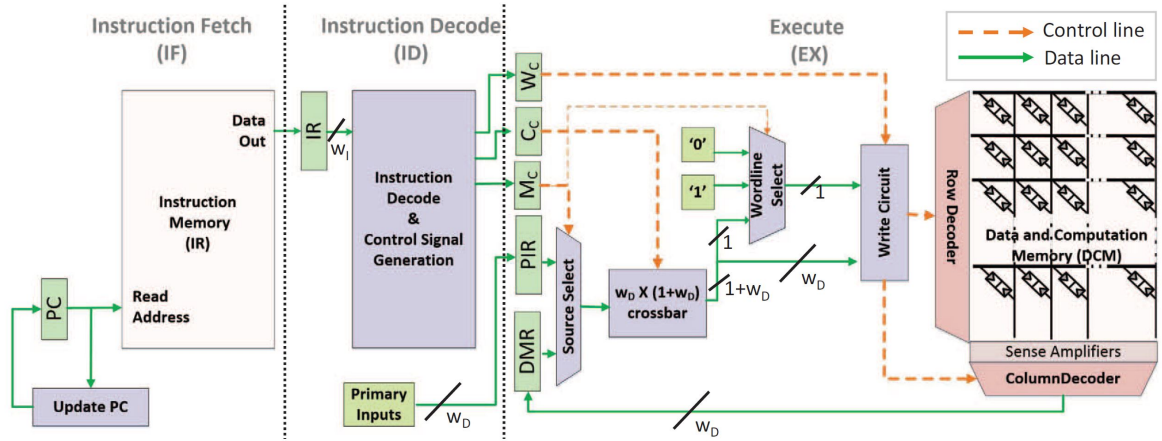 Instruction Fetch
(IF)
Instruction Decode
(ID)
Execute
(EX)
Control line
Data line
Data
Out
Instruction
Memory
(IR)
Read
Address
PC
Update PC
IR
wI
Instruction
Decode
&
Control Signal
Generation
Primary
Inputs
wD
WC
CC
MC
PIR
DMR
Source Select
wD X (1+wD)
crossbar
'0'
'1'
Wordline
Select
1
1
1+wD
wD
Write Circuit
Row Decoder
Data and Computation
Memory (DCM)
Sense Amplifiers
ColumnDecoder
wD